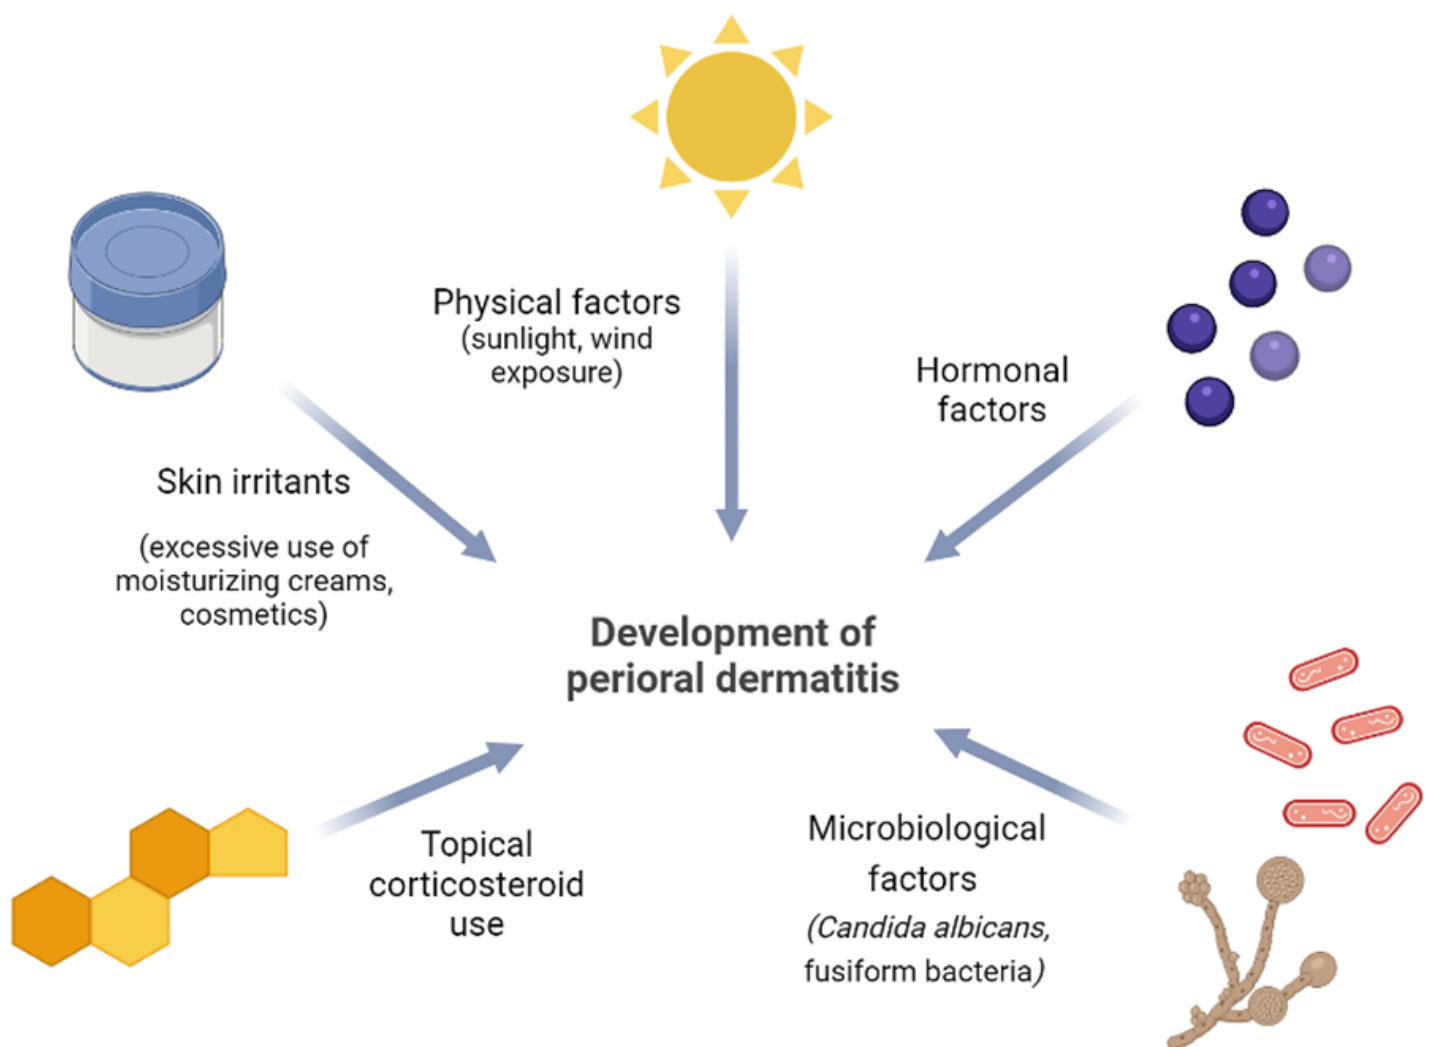 Physical factors
(sunlight, wind
exposure)
Hormonal
factors
Skin irritants
(excessive use of
moisturizing creams,
cosmetics)
Development of
perioral dermatitis
Topical
corticosteroid
use
Microbiological
factors
(Candida albicans,
fusiform bacteria)